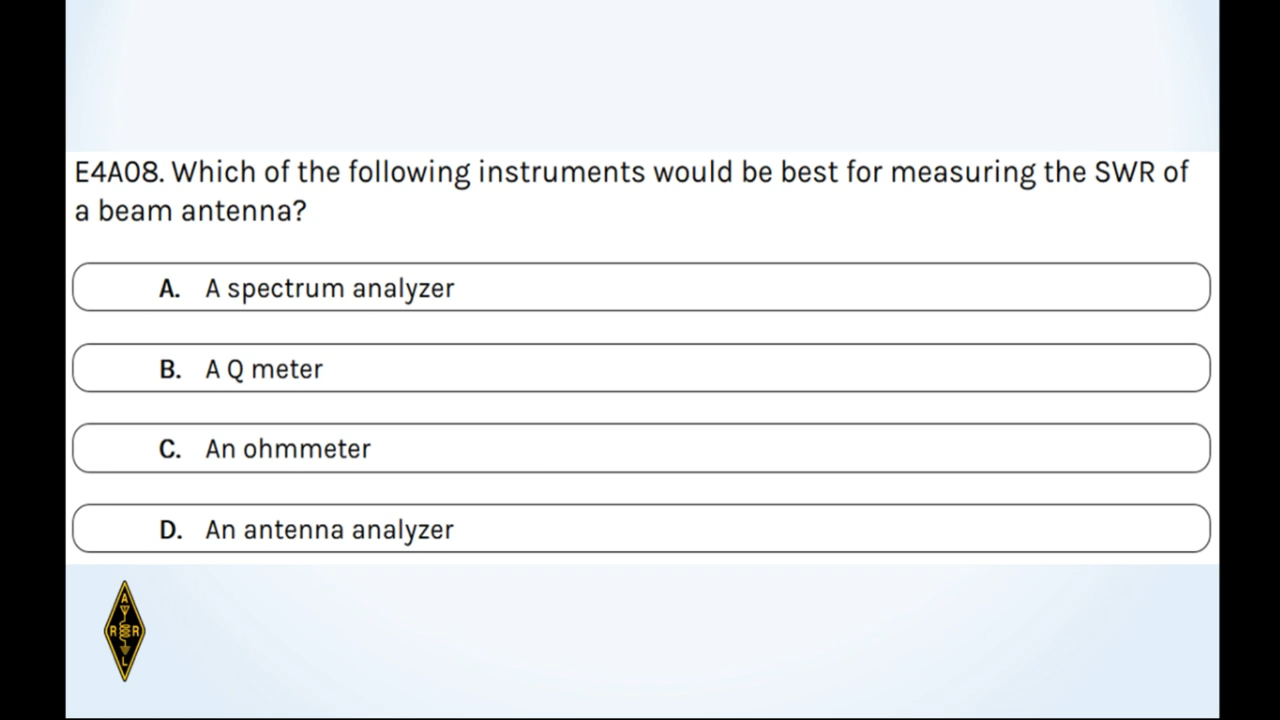 E4A08. Which of the following instruments would be best for measuring the SWR of
a beam antenna?
A. A spectrum analyzer
B. A Q meter
C. An ohmmeter
D. An antenna analyzer
A
R R
L